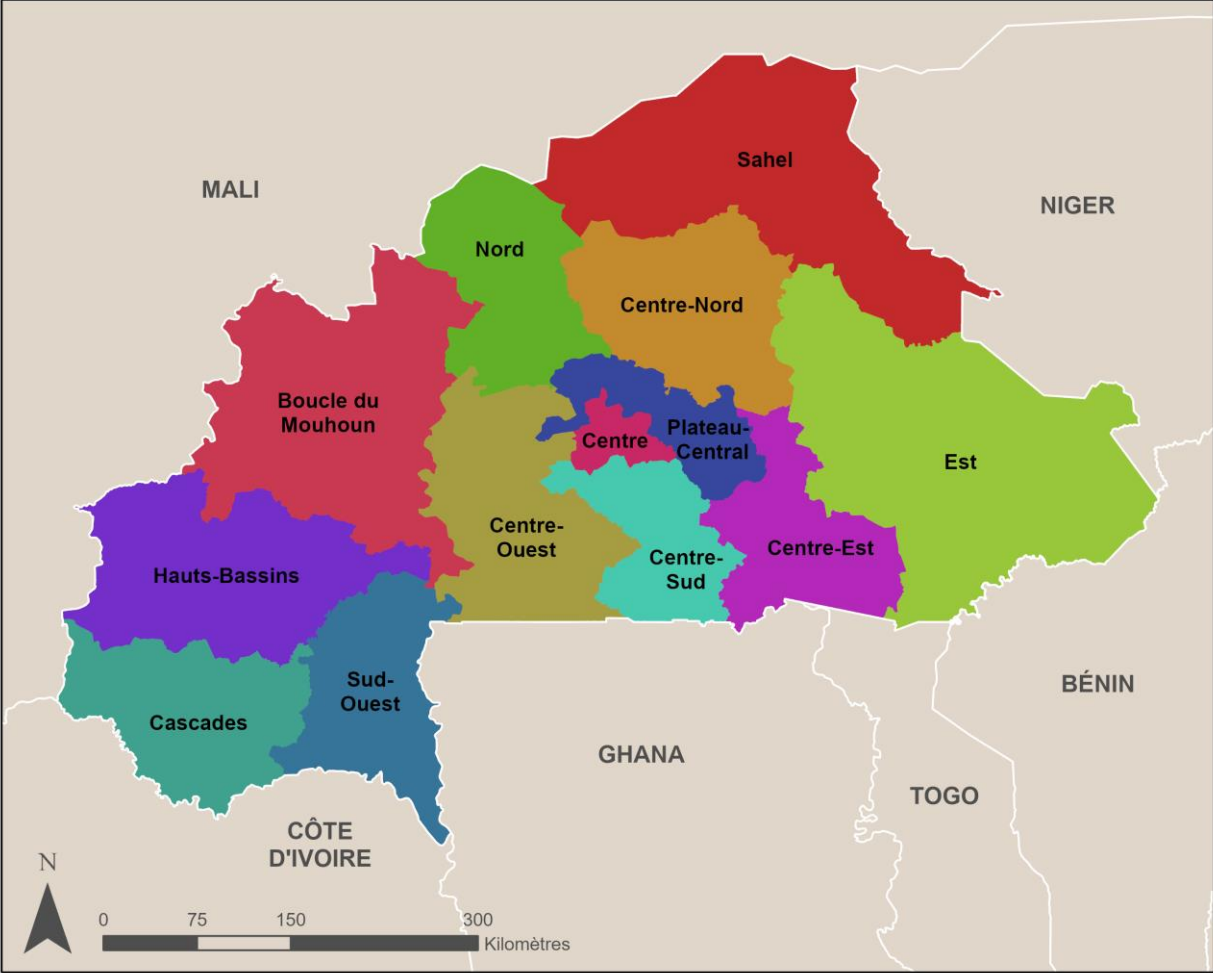 MALI
Sahel
NIGER
Nord
Centre-Nord
Boucle du
Mouhoun
Centre
Plateau-
Central
Est
Centre-
Ouest
Centre-
Sud
Centre-Est
Hauts-Bassins
Sud-
Ouest
Cascades
BÉNIN
GHANA
TOGO
CÔTE
D'IVOIRE
N
0 75 150 300
Kilomètres